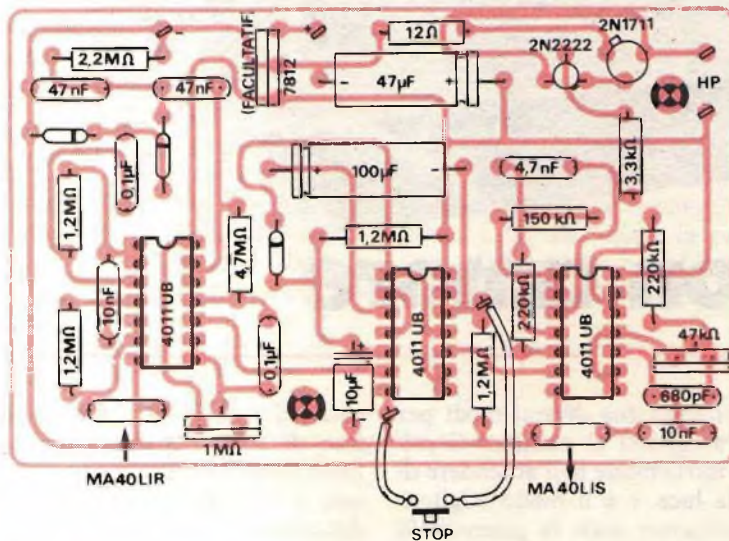 2N1711
2N2222
12Ω
(FACULTATIF)
7812
- +
2,2MΩ
47nF
47nF
- 47µF +
HP
0,1µF
1,2MΩ
+ 100µF -
4,7nF
3,3kΩ
150 kΩ
1,2MΩ
4,7MΩ
220kΩ
220kΩ
10nF
4011 UB
4011 UB
4011 UB
47kΩ
1,2MΩ
0,1µF
+
10µF
-
1,2MΩ
680pF
10nF
1MΩ
MA40LIR
MA40LIS
STOP